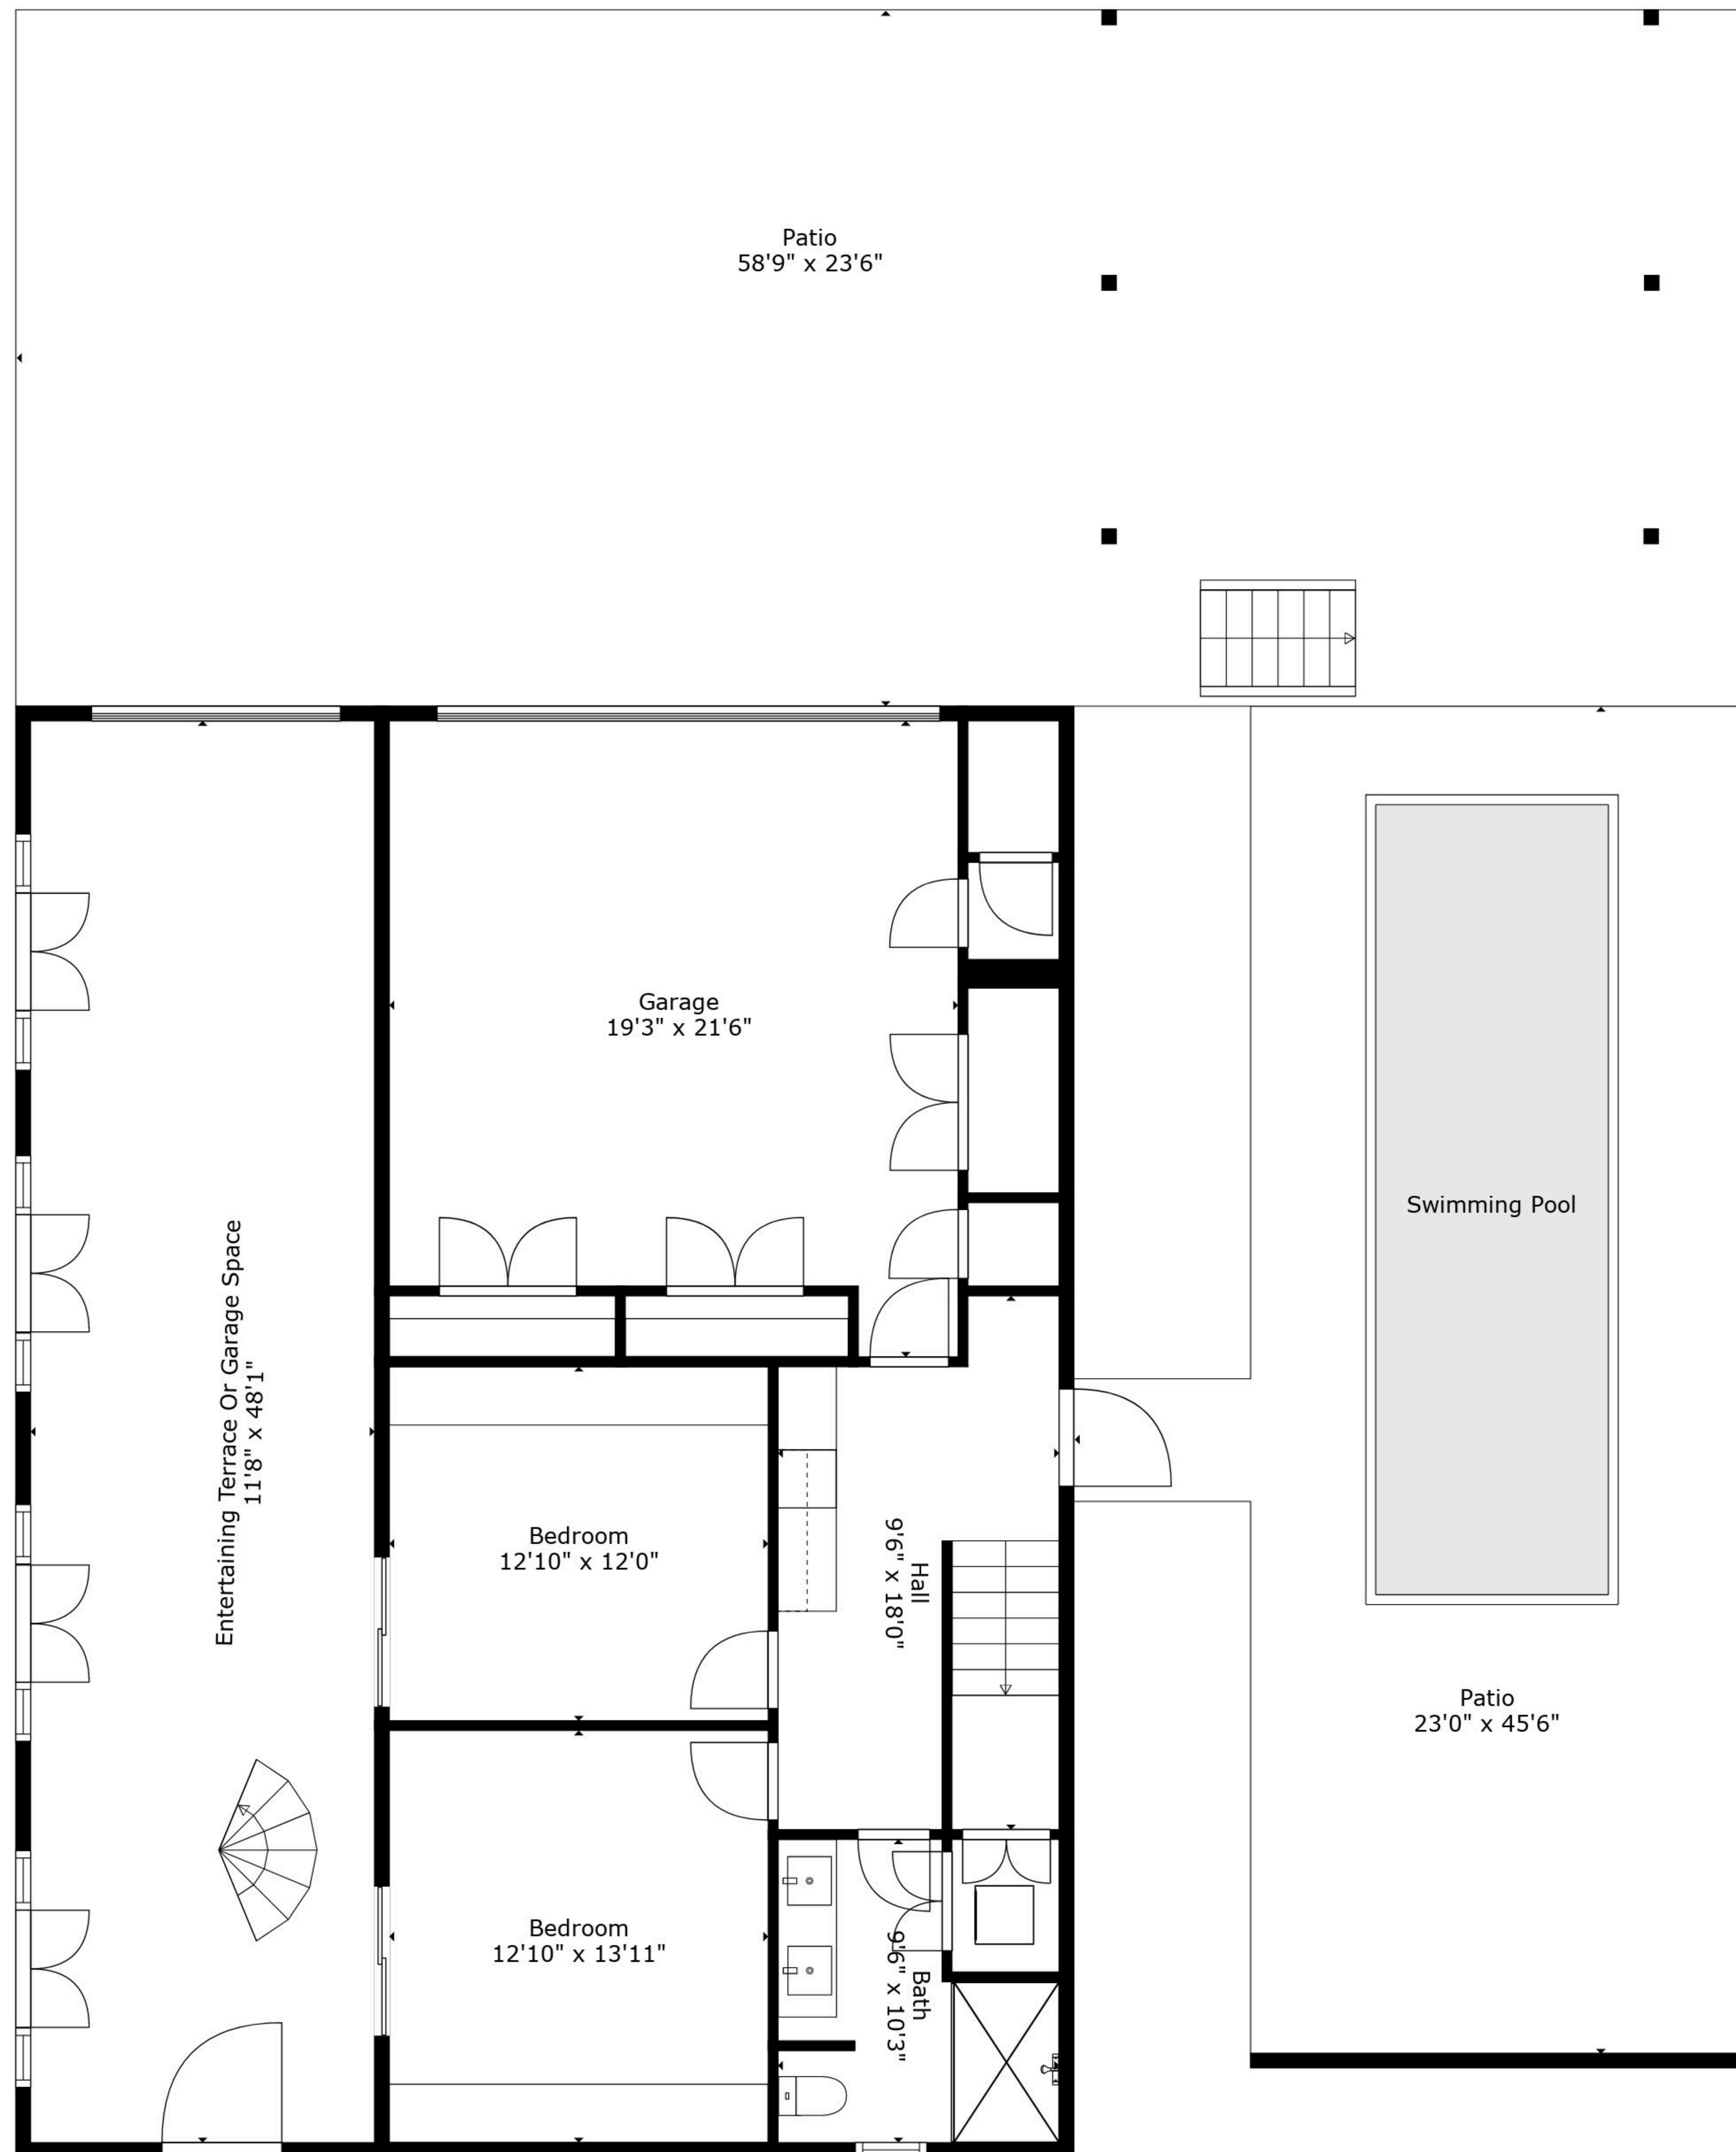 Patio
58'9" x 23'6"
Garage
19'3" x 21'6"
Swimming Pool
Entertaining Terrace Or Garage Space
11'8" x 48'1"
Bedroom
12'10" x 12'0"
Hall
9'6" x 18'0"
Patio
23'0" x 45'6"
Bedroom
12'10" x 13'11"
Bath
9'6" x 10'3"